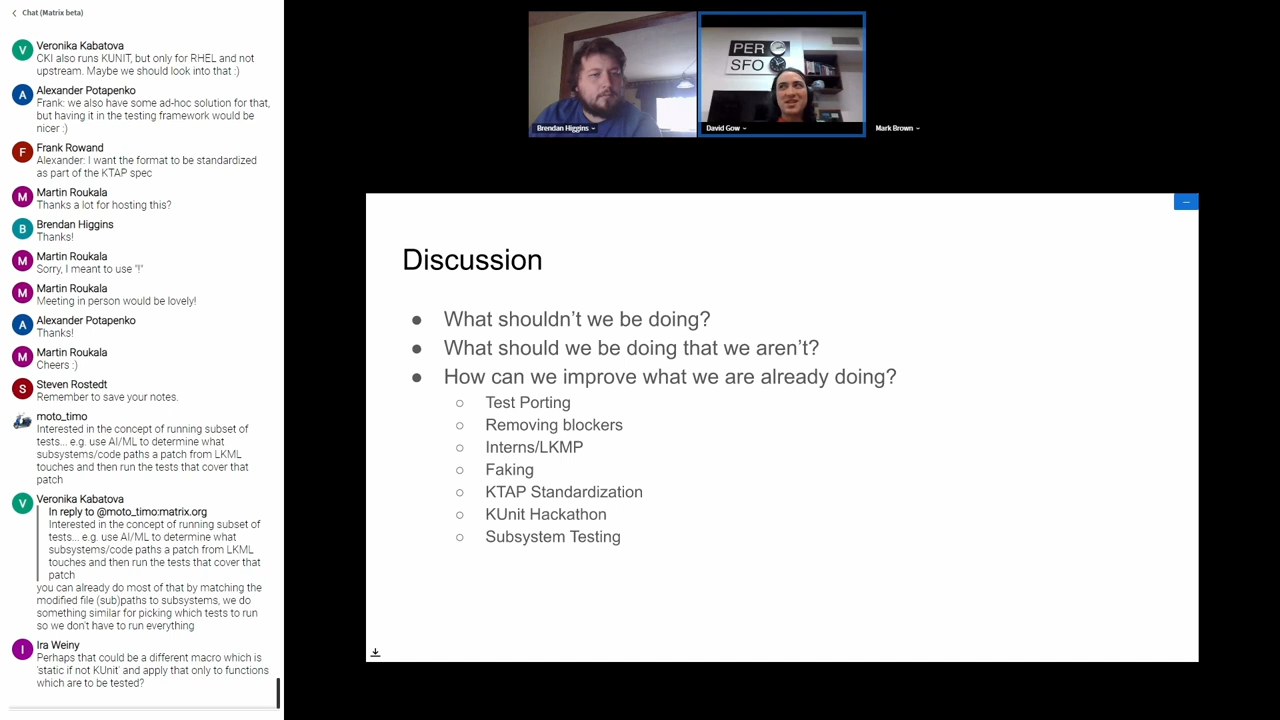 Chat (Matrix beta)
V
Veronika Kabatova
CKI also runs KUNIT, but only for RHEL and not
upstream. Maybe we should look into that :)
A
Alexander Potapenko
Frank: we also have some ad-hoc solution for that,
but having it in the testing framework would be
nicer :)
F
Frank Rowand
Alexander: I want the format to be standardized
as part of the KTAP spec
M
Martin Roukala
Thanks a lot for hosting this?
B
Brendan Higgins
Thanks!
M
Martin Roukala
Sorry, I meant to use "!"
M
Martin Roukala
Meeting in person would be lovely!
A
Alexander Potapenko
Thanks!
M
Martin Roukala
Cheers :)
S
Steven Rostedt
Remember to save your notes.
moto_timo
Interested in the concept of running subset of
tests... e.g. use AI/ML to determine what
subsystems/code paths a patch from LKML
touches and then run the tests that cover that
patch
V
Veronika Kabatova
In reply to @moto_timo:matrix.org
Interested in the concept of running subset of
tests... e.g. use AI/ML to determine what
subsystems/code paths a patch from LKML
touches and then run the tests that cover that
patch
you can already do most of that by matching the
modified file (sub)paths to subsystems, we do
something similar for picking which tests to run
so we don't have to run everything
I
Ira Weiny
Perhaps that could be a different macro which is
'static if not KUnit' and apply that only to functions
which are to be tested?
PER
SFO
Brendan Higgins
David Gow
Mark Brown
Discussion
● What shouldn't we be doing?
● What should we be doing that we aren't?
● How can we improve what we are already doing?
○ Test Porting
○ Removing blockers
○ Interns/LKMP
○ Faking
○ KTAP Standardization
○ KUnit Hackathon
○ Subsystem Testing